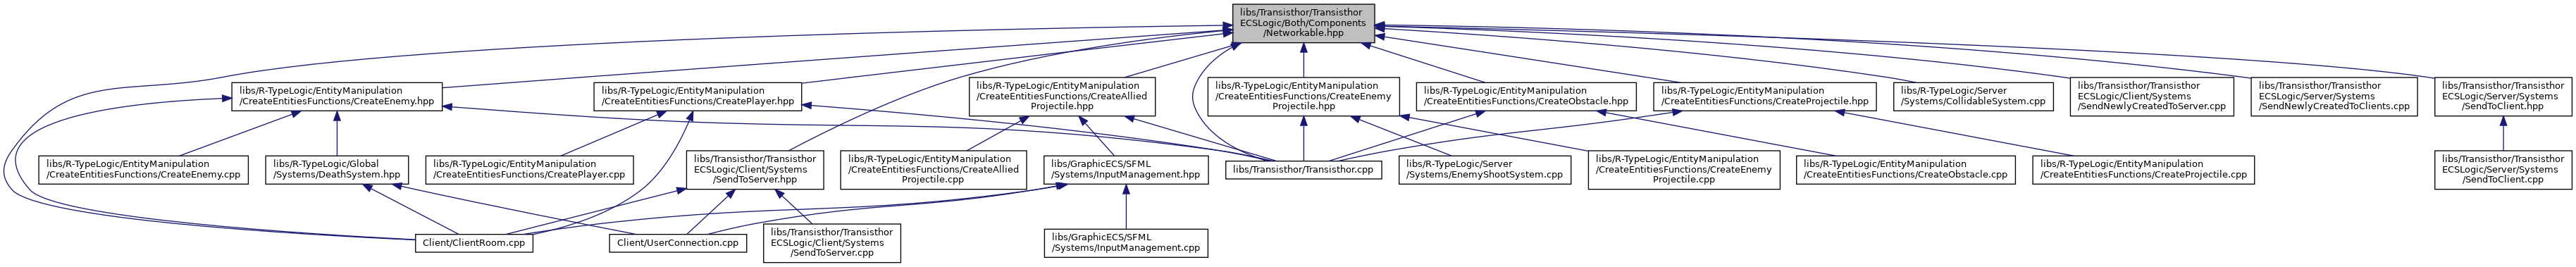 libs/Transisthor/Transisthor
ECSLogic/Both/Components
/Networkable.hpp
libs/R-TypeLogic/EntityManipulation
/CreateEntitiesFunctions/CreateEnemy.hpp
libs/R-TypeLogic/EntityManipulation
/CreateEntitiesFunctions/CreatePlayer.hpp
libs/R-TypeLogic/EntityManipulation
/CreateEntitiesFunctions/CreateAllied
Projectile.hpp
libs/R-TypeLogic/EntityManipulation
/CreateEntitiesFunctions/CreateEnemy
Projectile.hpp
libs/R-TypeLogic/EntityManipulation
/CreateEntitiesFunctions/CreateObstacle.hpp
libs/R-TypeLogic/EntityManipulation
/CreateEntitiesFunctions/CreateProjectile.hpp
libs/R-TypeLogic/Server
/Systems/CollidableSystem.cpp
libs/Transisthor/Transisthor
ECSLogic/Client/Systems
/SendNewlyCreatedToServer.cpp
libs/Transisthor/Transisthor
ECSLogic/Server/Systems
/SendNewlyCreatedToClients.cpp
libs/Transisthor/Transisthor
ECSLogic/Server/Systems
/SendToClient.hpp
libs/R-TypeLogic/EntityManipulation
/CreateEntitiesFunctions/CreateEnemy.cpp
libs/R-TypeLogic/Global
/Systems/DeathSystem.hpp
libs/R-TypeLogic/EntityManipulation
/CreateEntitiesFunctions/CreatePlayer.cpp
libs/Transisthor/Transisthor
ECSLogic/Client/Systems
/SendToServer.hpp
libs/R-TypeLogic/EntityManipulation
/CreateEntitiesFunctions/CreateAllied
Projectile.cpp
libs/GraphicECS/SFML
/Systems/InputManagement.hpp
libs/Transisthor/Transisthor.cpp
libs/R-TypeLogic/Server
/Systems/EnemyShootSystem.cpp
libs/R-TypeLogic/EntityManipulation
/CreateEntitiesFunctions/CreateEnemy
Projectile.cpp
libs/R-TypeLogic/EntityManipulation
/CreateEntitiesFunctions/CreateObstacle.cpp
libs/R-TypeLogic/EntityManipulation
/CreateEntitiesFunctions/CreateProjectile.cpp
libs/Transisthor/Transisthor
ECSLogic/Server/Systems
/SendToClient.cpp
Client/ClientRoom.cpp
Client/UserConnection.cpp
libs/Transisthor/Transisthor
ECSLogic/Client/Systems
/SendToServer.cpp
libs/GraphicECS/SFML
/Systems/InputManagement.cpp